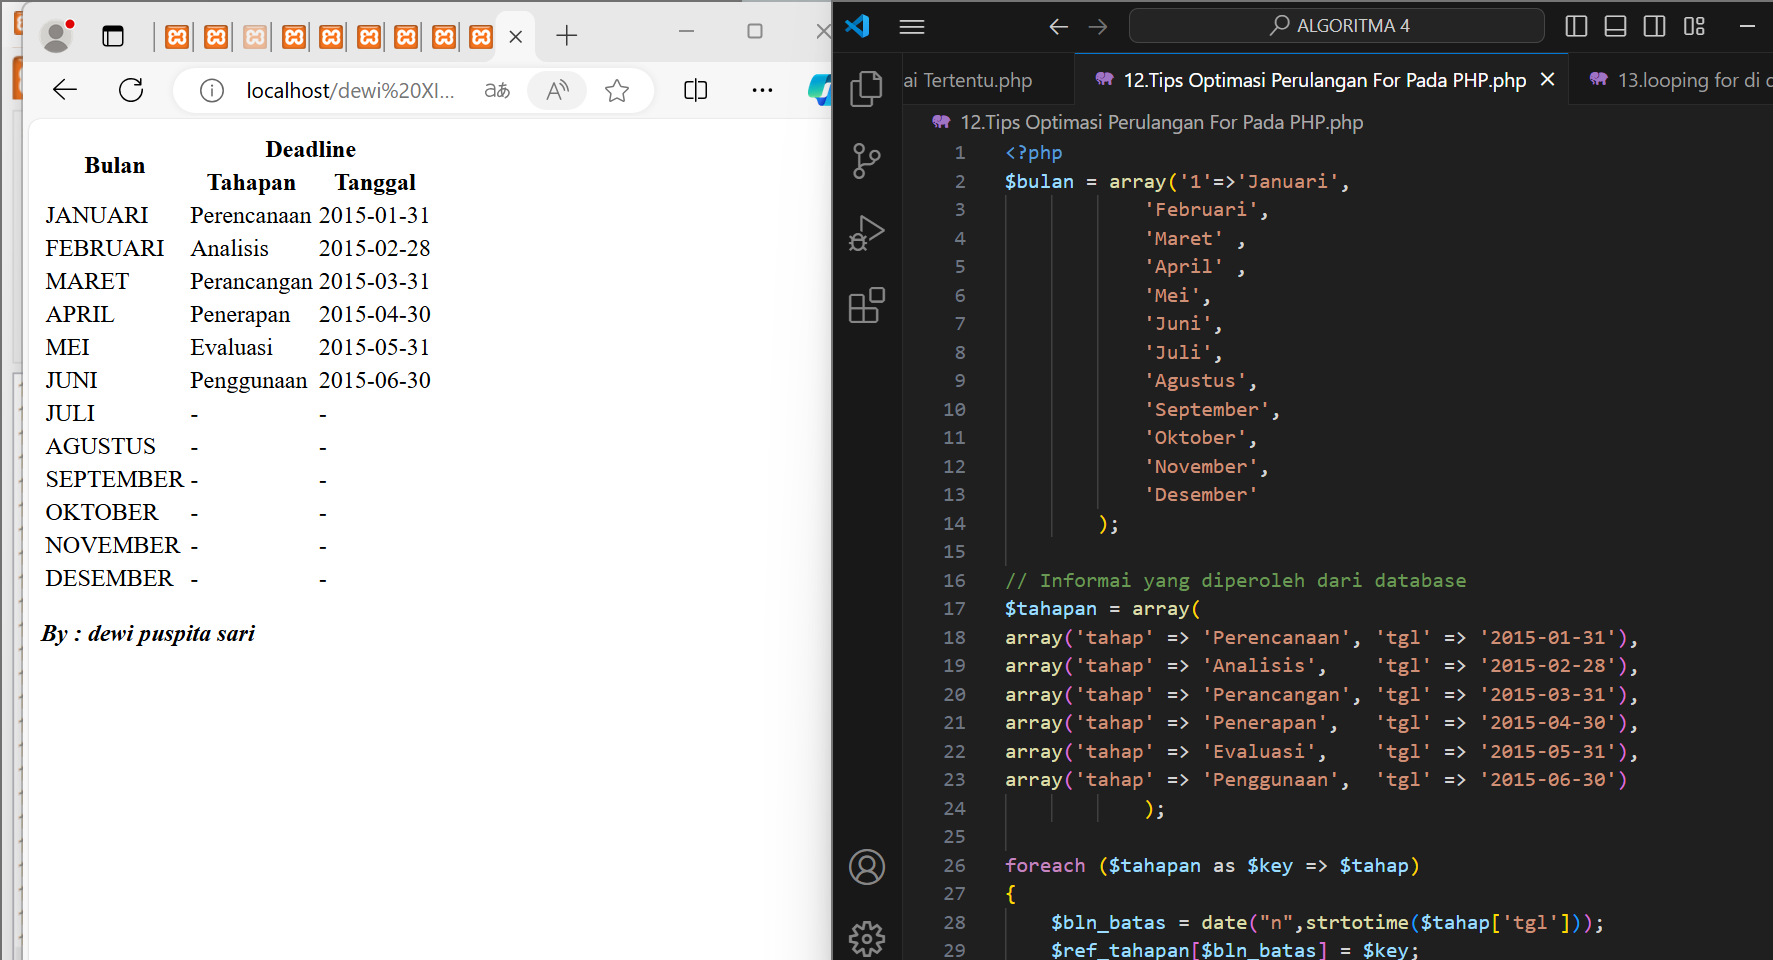 localhost/dewi%20XI...
aあ
Bulan
Deadline
Tahapan Tanggal
JANUARI Perencanaan 2015-01-31
FEBRUARI Analisis 2015-02-28
MARET Perancangan 2015-03-31
APRIL Penerapan 2015-04-30
MEI Evaluasi 2015-05-31
JUNI Penggunaan 2015-06-30
JULI - -
AGUSTUS - -
SEPTEMBER - -
OKTOBER - -
NOVEMBER - -
DESEMBER - -
By : dewi puspita sari
ALGORITMA 4
ai Tertentu.php
12.Tips Optimasi Perulangan For Pada PHP.php
13.looping for di
12.Tips Optimasi Perulangan For Pada PHP.php
1 <?php
2 $bulan = array('1'=>'Januari',
3 'Februari',
4 'Maret' ,
5 'April' ,
6 'Mei',
7 'Juni',
8 'Juli',
9 'Agustus',
10 'September',
11 'Oktober',
12 'November',
13 'Desember'
14 );
15
16 // Informai yang diperoleh dari database
17 $tahapan = array(
18 array('tahap' => 'Perencanaan', 'tgl' => '2015-01-31'),
19 array('tahap' => 'Analisis', 'tgl' => '2015-02-28'),
20 array('tahap' => 'Perancangan', 'tgl' => '2015-03-31'),
21 array('tahap' => 'Penerapan', 'tgl' => '2015-04-30'),
22 array('tahap' => 'Evaluasi', 'tgl' => '2015-05-31'),
23 array('tahap' => 'Penggunaan', 'tgl' => '2015-06-30')
24 );
25
26 foreach ($tahapan as $key => $tahap)
27 {
28 $bln_batas = date("n",strtotime($tahap['tgl']));
29 $ref_tahapan[$bln_batas] = $key;